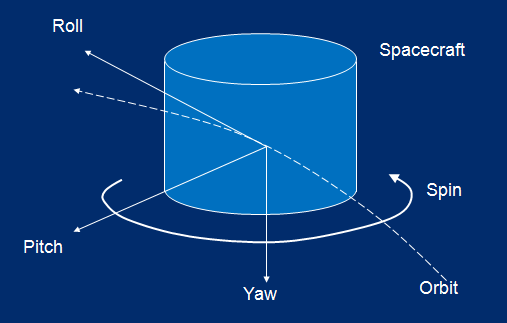 Roll
Spacecraft
Spin
Pitch
Yaw
Orbit